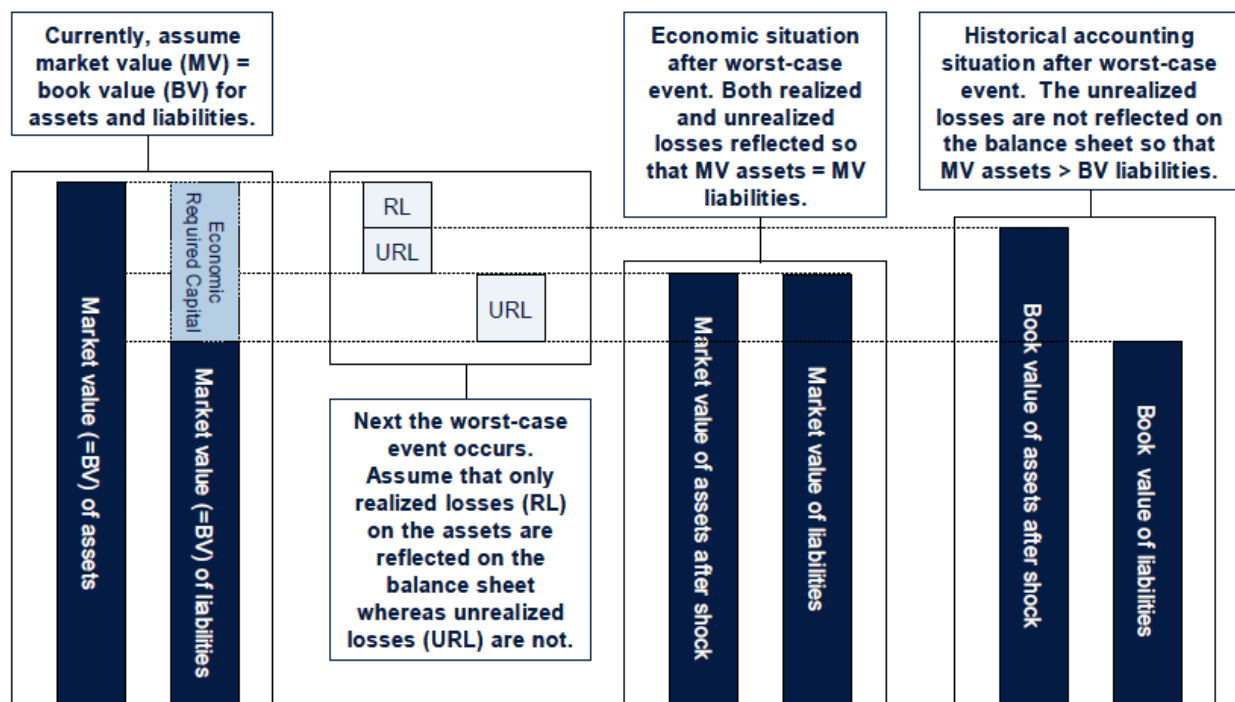 Currently, assume
market value (MV) =
book value (BV) for
assets and liabilities.
Economic situation
after worst-case
event. Both realized
and unrealized
losses reflected so
that MV assets = MV
liabilities.
Historical accounting
situation after worst-case
event. The unrealized
losses are not reflected on
the balance sheet so that
MV assets > BV liabilities.
Market value (=BV) of assets
Economic
Required Capital
Market value (=BV) of liabilities
RL
URL
URL
Next the worst-case
event occurs.
Assume that only
realized losses (RL)
on the assets are
reflected on the
balance sheet
whereas unrealized
losses (URL) are not.
Market value of assets after shock
Market value of liabilities
Book value of assets after shock
Book value of liabilities